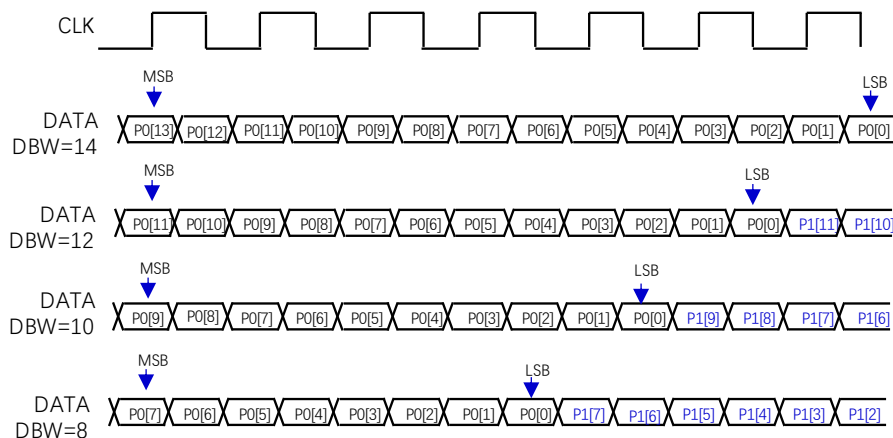 CLK
MSB
LSB
DATA
DBW=14
P0[13] P0[12] P0[11] P0[10] P0[9] P0[8] P0[7] P0[6] P0[5] P0[4] P0[3] P0[2] P0[1] P0[0]
MSB
LSB
DATA
DBW=12
P0[11] P0[10] P0[9] P0[8] P0[7] P0[6] P0[5] P0[4] P0[3] P0[2] P0[1] P0[0] P1[11] P1[10]
MSB
LSB
DATA
DBW=10
P0[9] P0[8] P0[7] P0[6] P0[5] P0[4] P0[3] P0[2] P0[1] P0[0] P1[9] P1[8] P1[7] P1[6]
MSB
LSB
DATA
DBW=8
P0[7] P0[6] P0[5] P0[4] P0[3] P0[2] P0[1] P0[0] P1[7] P1[6] P1[5] P1[4] P1[3] P1[2]